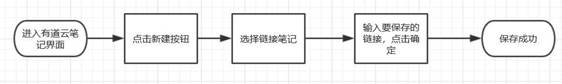 进入有道云笔
记界面
点击新建按钮
选择链接笔记
输入要保存的
链接，点击确
定
保存成功